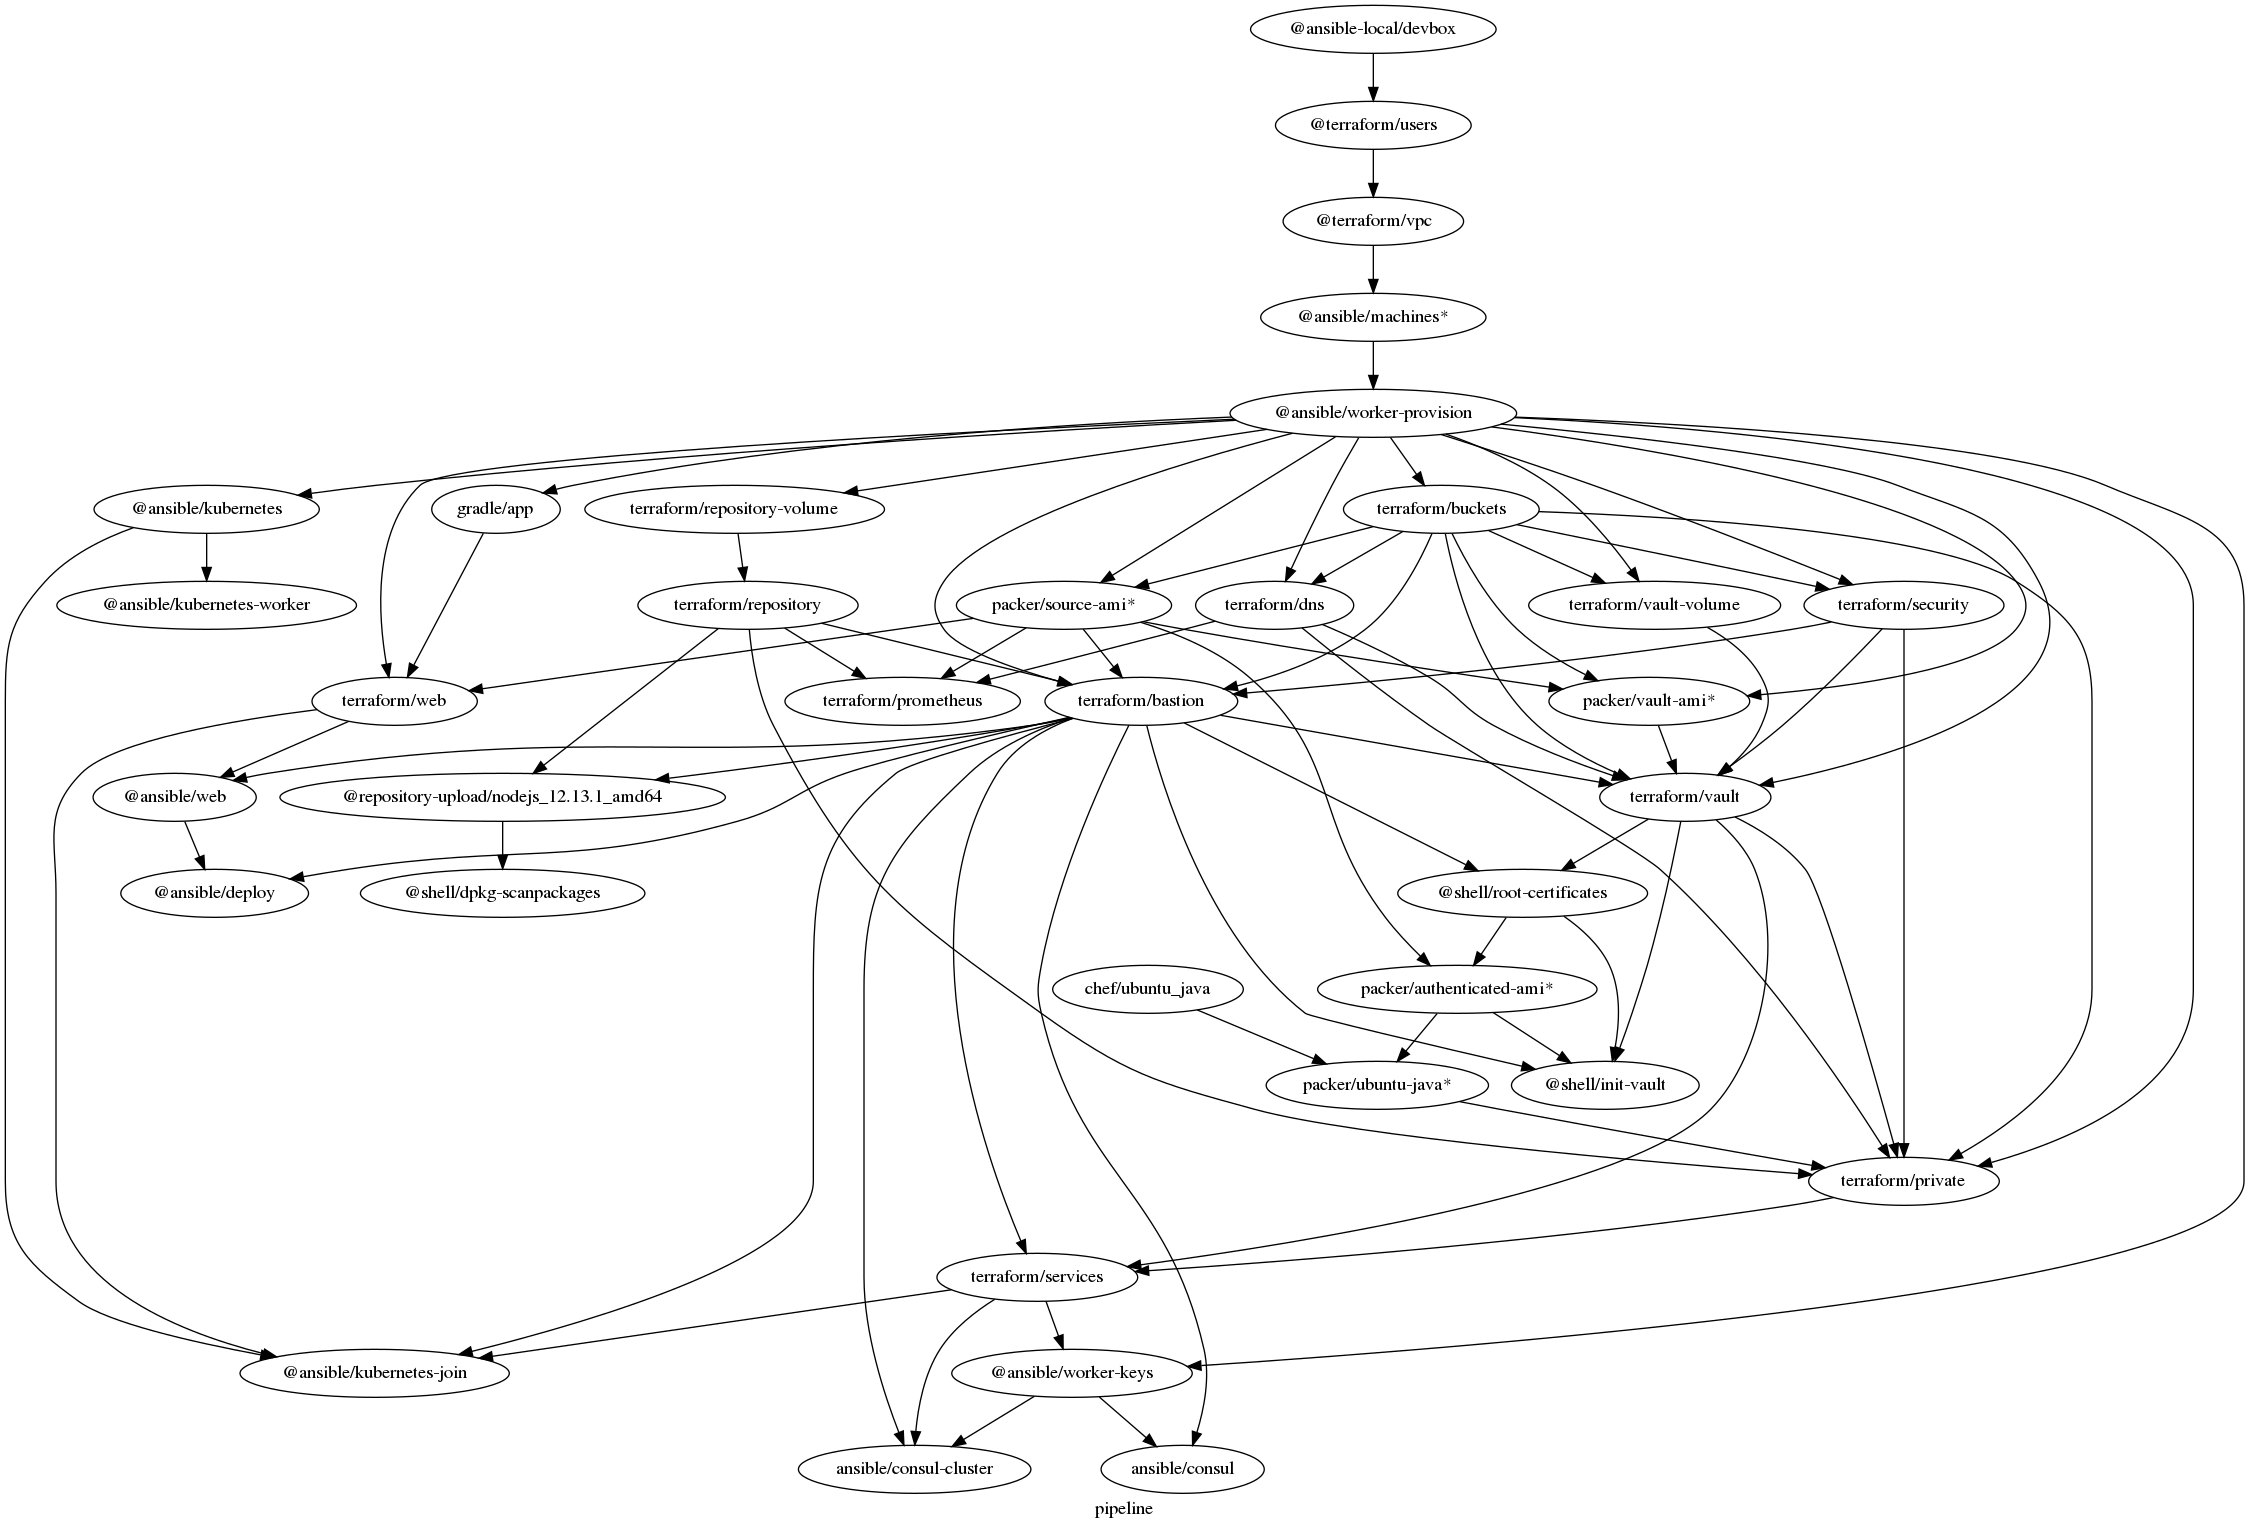 @ansible-local/devbox
@terraform/users
@terraform/vpc
@ansible/machines*
@ansible/worker-provision
@ansible/kubernetes
gradle/app
terraform/repository-volume
terraform/buckets
@ansible/kubernetes-worker
terraform/repository
packer/source-ami*
terraform/dns
terraform/vault-volume
terraform/security
terraform/web
terraform/prometheus
terraform/bastion
packer/vault-ami*
@ansible/web
@repository-upload/nodejs_12.13.1_amd64
terraform/vault
@ansible/deploy
@shell/dpkg-scanpackages
@shell/root-certificates
chef/ubuntu_java
packer/authenticated-ami*
packer/ubuntu-java*
@shell/init-vault
terraform/private
terraform/services
@ansible/kubernetes-join
@ansible/worker-keys
ansible/consul-cluster
ansible/consul
pipeline